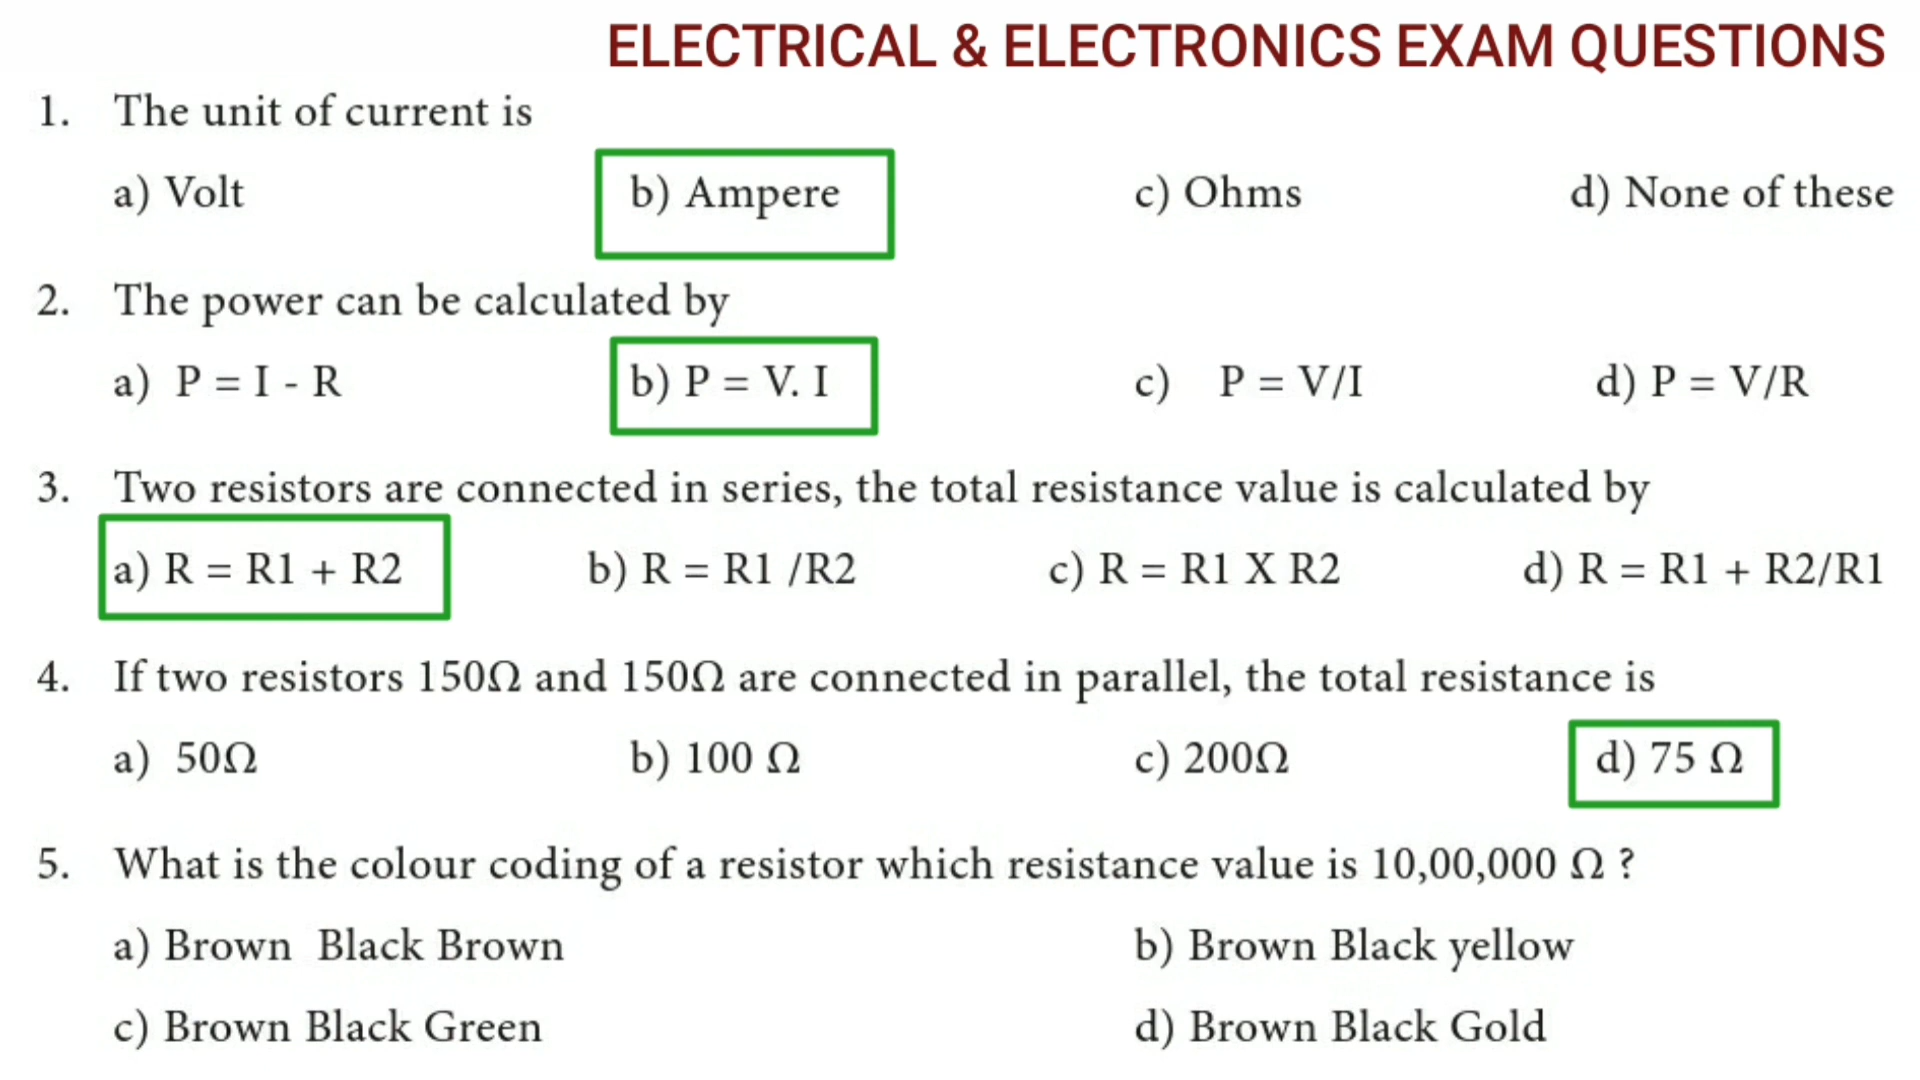 ELECTRICAL & ELECTRONICS EXAM QUESTIONS
1. The unit of current is
a) Volt b) Ampere c) Ohms d) None of these
2. The power can be calculated by
a) P = I - R b) P = V. I c) P = V/I d) P = V/R
3. Two resistors are connected in series, the total resistance value is calculated by
a) R = R1 + R2 b) R = R1 /R2 c) R = R1 X R2 d) R = R1 + R2/R1
4. If two resistors 150Ω and 150Ω are connected in parallel, the total resistance is
a) 50Ω b) 100 Ω c) 200Ω d) 75 Ω
5. What is the colour coding of a resistor which resistance value is 10,00,000 Ω ?
a) Brown Black Brown b) Brown Black yellow
c) Brown Black Green d) Brown Black Gold